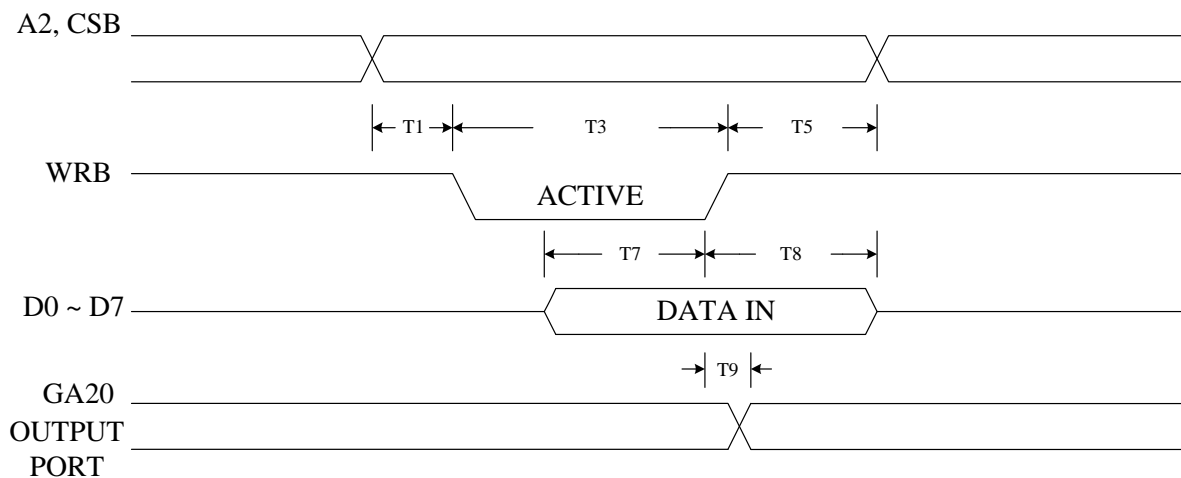 A2, CSB
T1 T3 T5
WRB
ACTIVE
T7 T8
D0 ~ D7
DATA IN
T9
GA20
OUTPUT
PORT